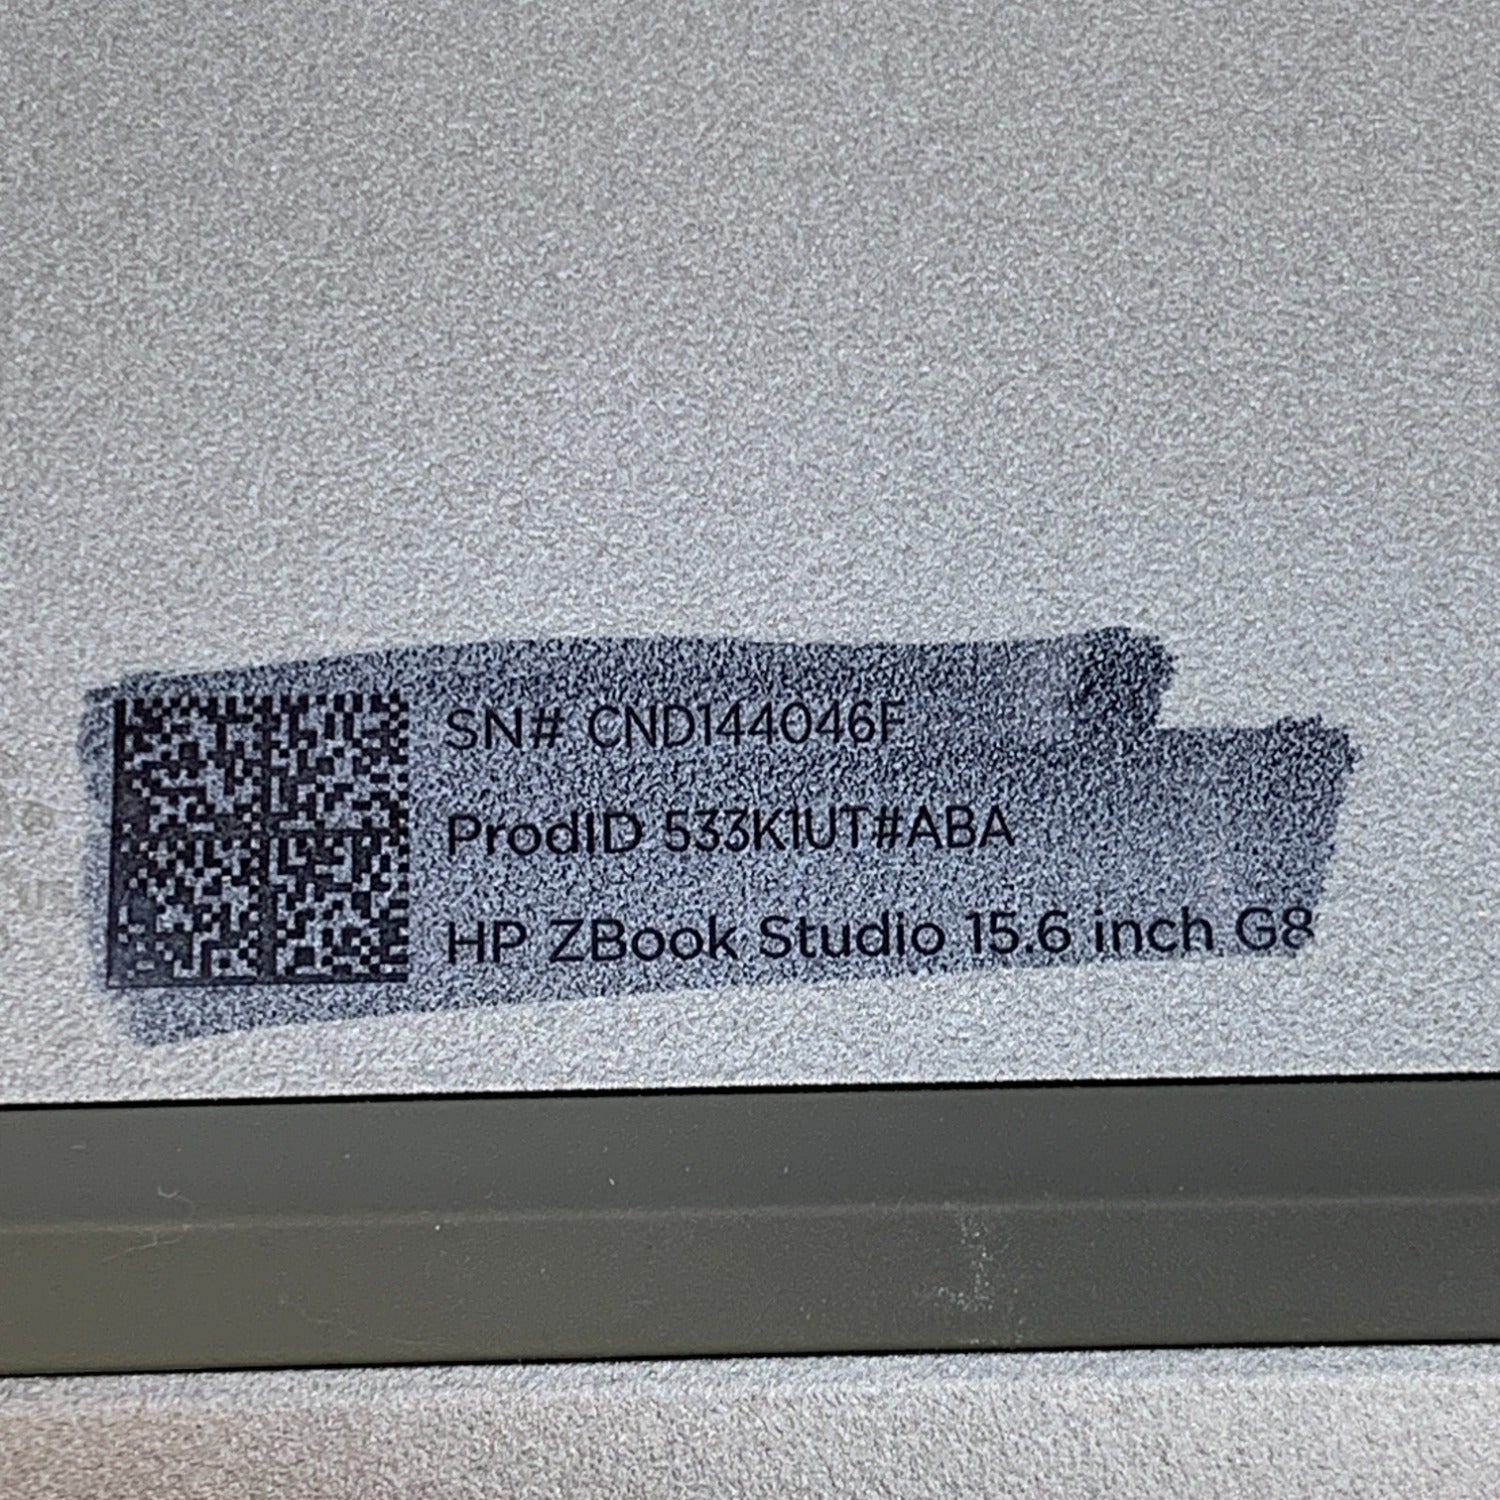 SN# CND144046F
ProdID 533K1UT#ABA
HP ZBook Studio 15.6 inch G8